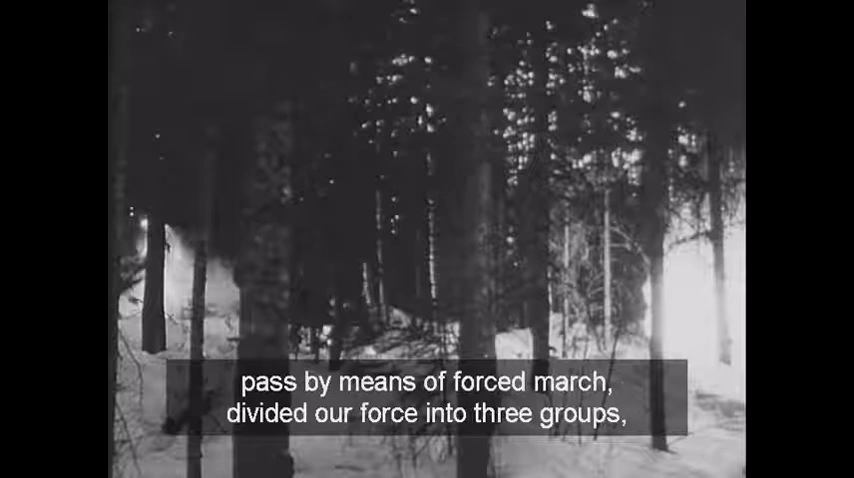 pass by means of forced march,
divided our force into three groups,